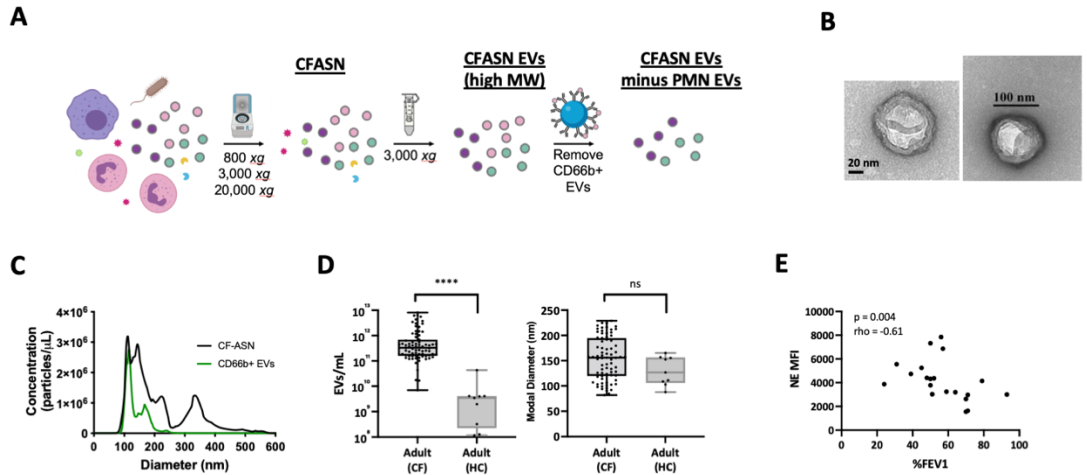 A
CFASN
CFASN EVs
(high MW)
CFASN EVs
minus PMN EVs
800 xg
3,000 xg
20,000 xg
3,000 xg
Remove
CD66b+
EVs
B
20 nm
100 nm
C
Concentration
(particles/μL)
4×10⁶
3×10⁶
2×10⁶
1×10⁶
0
CF-ASN
CD66b+ EVs
0 100 200 300 400 500 600
Diameter (nm)
D
EVs/mL
10¹³
10¹²
10¹¹
10¹⁰
10⁹
10⁸
****
Adult
(CF)
Adult
(HC)
Modal Diameter (nm)
250
200
150
100
50
0
ns
Adult
(CF)
Adult
(HC)
E
NE MFI
10000
8000
6000
4000
2000
0
p = 0.004
rho = -0.61
0 20 40 60 80 100
%FEV1